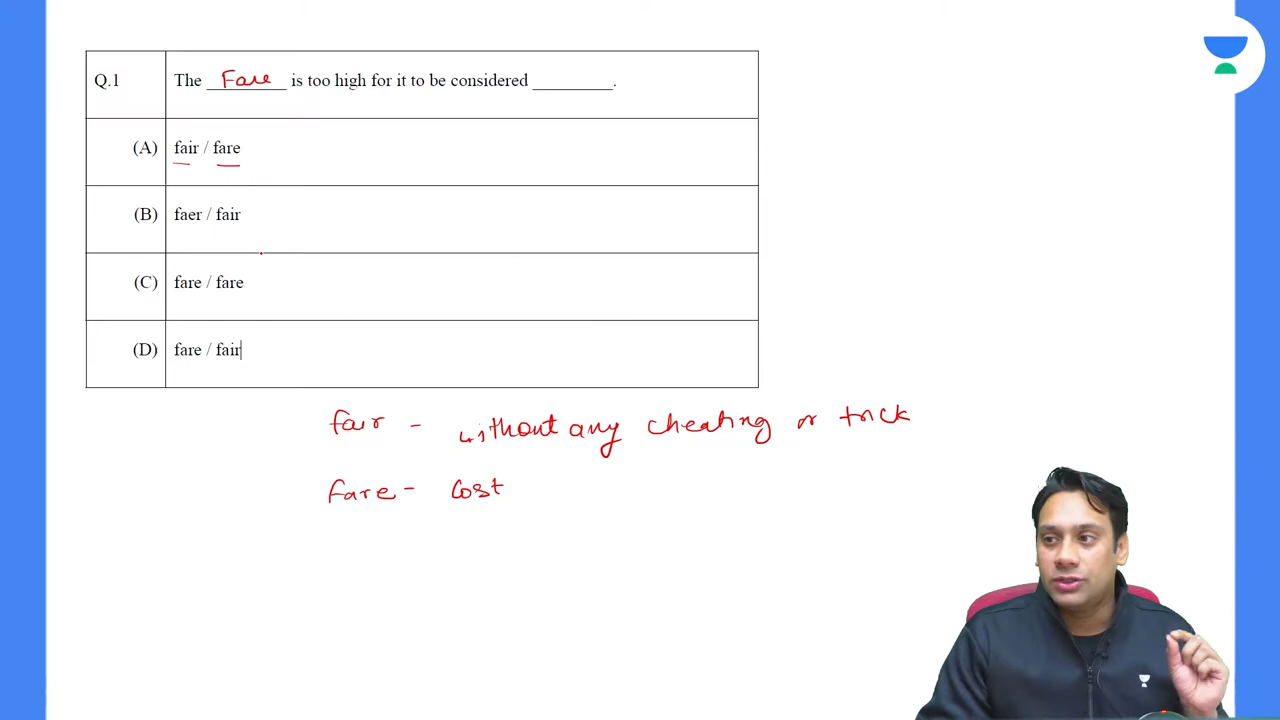 Q.1 The Fare is too high for it to be considered ________.
(A) fair / fare
(B) faer / fair
(C) fare / fare
(D) fare / fair
fair - without any cheating or trick
fare - cost